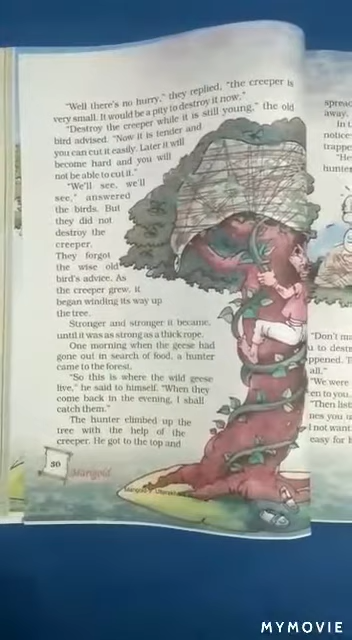 "Well there's no hurry," they replied, "the creeper is
very small. It would be a pity to destroy it now."
"Destroy the creeper while it is still young," the old
bird advised. "Now it is tender and
you can cut it easily. Later it will
become hard and you will
not be able to cut it."
"We'll see, we'll
see," answered
the birds. But
they did not
destroy the
creeper.
They forgot
the wise old
bird's advice. As
the creeper grew, it
began winding its way up
the tree.
Stronger and stronger it became,
until it was as strong as a thick rope.
One morning when the geese had
gone out in search of food, a hunter
came to the forest.
"So this is where the wild geese
live," he said to himself. "When they
come back in the evening, I shall
catch them."
The hunter climbed up the
tree with the help of the
creeper. He got to the top and
30
Marigold
spread
away.
In t
notice
trappe
"He
hunte
"Don't ma
u to destr
ppened. T
all."
"We were
en to you.
"Then list
nes you u
I not want
easy for h
MYMOVIE